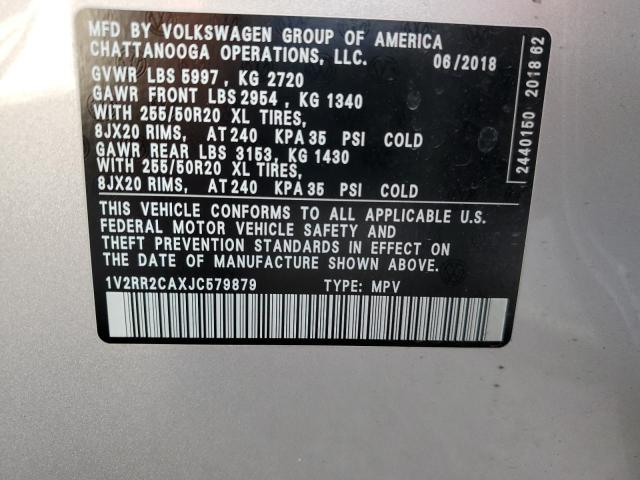 MFD BY VOLKSWAGEN GROUP OF AMERICA
CHATTANOOGA OPERATIONS, LLC. 06/2018
GVWR LBS 5997 , KG 2720
GAWR FRONT LBS 2954 , KG 1340
WITH 255/50R20 XL TIRES,
8JX20 RIMS, AT 240 KPA 35 PSI COLD
GAWR REAR LBS 3153, KG 1430
WITH 255/50R20 XL TIRES,
8JX20 RIMS, AT 240 KPA 35 PSI COLD
THIS VEHICLE CONFORMS TO ALL APPLICABLE U.S.
FEDERAL MOTOR VEHICLE SAFETY AND
THEFT PREVENTION STANDARDS IN EFFECT ON
THE DATE OF MANUFACTURE SHOWN ABOVE.
1V2RR2CAXJC579879 TYPE: MPV
2440150 2018 62